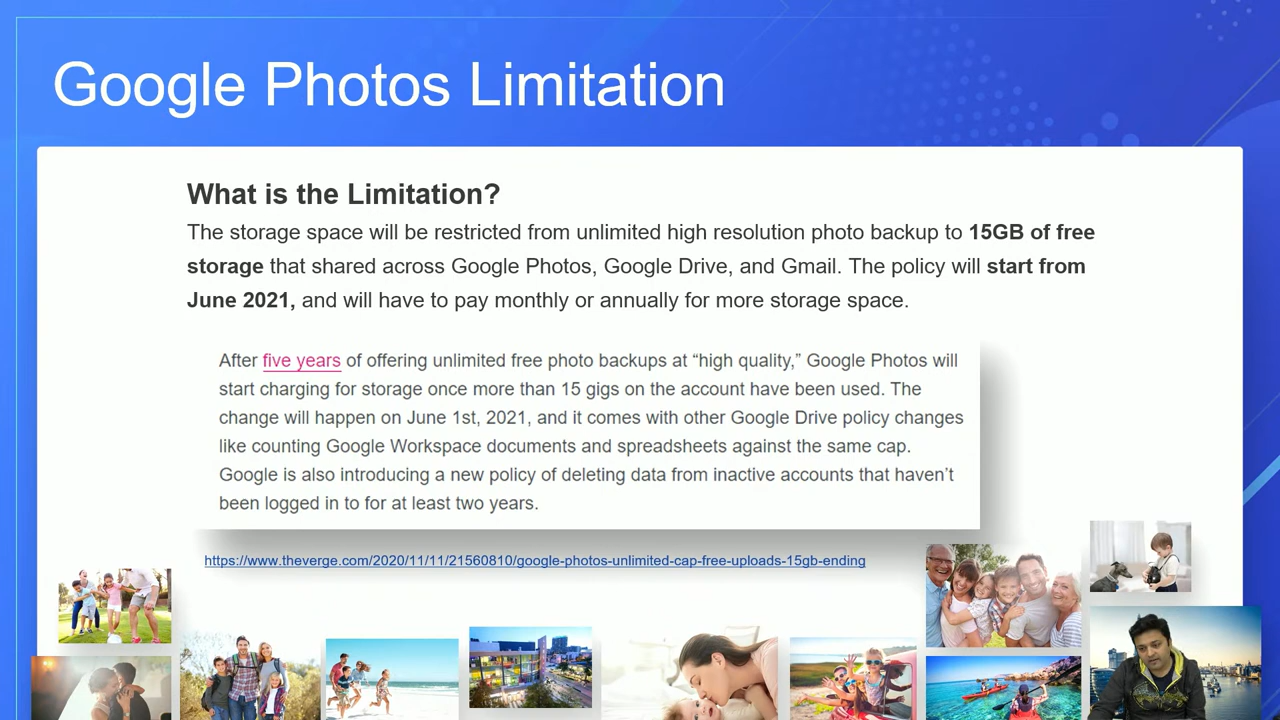 Google Photos Limitation
What is the Limitation?
The storage space will be restricted from unlimited high resolution photo backup to 15GB of free
storage that shared across Google Photos, Google Drive, and Gmail. The policy will start from
June 2021, and will have to pay monthly or annually for more storage space.
After five years of offering unlimited free photo backups at “high quality,” Google Photos will
start charging for storage once more than 15 gigs on the account have been used. The
change will happen on June 1st, 2021, and it comes with other Google Drive policy changes
like counting Google Workspace documents and spreadsheets against the same cap.
Google is also introducing a new policy of deleting data from inactive accounts that haven’t
been logged in to for at least two years.
https://www.theverge.com/2020/11/11/21560810/google-photos-unlimited-cap-free-uploads-15gb-ending